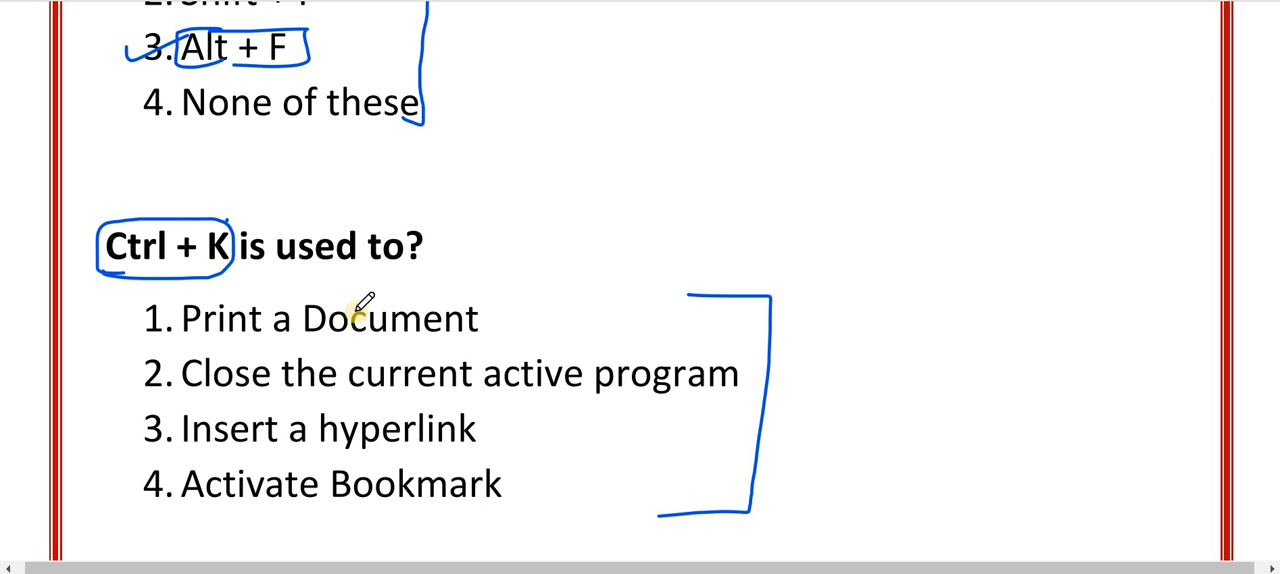 3. Alt + F
4. None of these
Ctrl + K is used to?
1. Print a Document
2. Close the current active program
3. Insert a hyperlink
4. Activate Bookmark